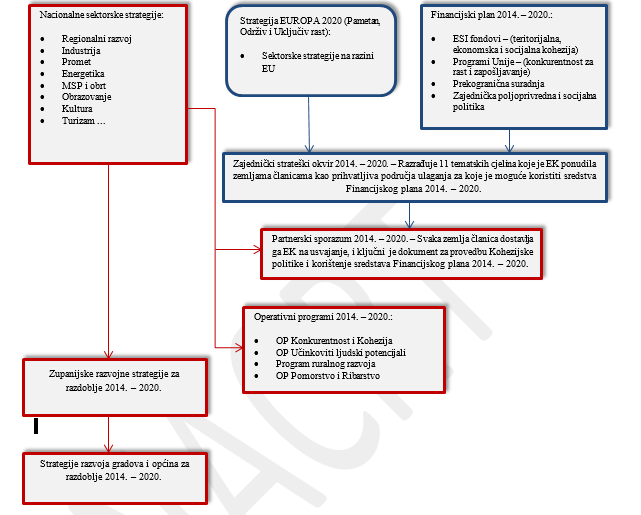 Nacionalne sektorske strategije:
• Regionalni razvoj
• Industrija
• Promet
• Energetika
• MSP i obrt
• Obrazovanje
• Kultura
• Turizam ...
Strategija EUROPA 2020 (Pametan,
Održiv i Uključiv rast):
• Sektorske strategije na razini
EU
Financijski plan 2014. – 2020.:
• ESI fondovi – (teritorijalna,
ekonomska i socijalna kohezija)
• Programi Unije – (konkurentnost za
rast i zapošljavanje)
• Prekogranična suradnja
• Zajednička poljoprivredna i socijalna
politika
Zajednički strateški okvir 2014. – 2020. – Razrađuje 11 tematskih cjelina koje je EK ponudila
zemljama članicama kao prihvatljiva područja ulaganja za koje je moguće koristiti sredstva
Financijskog plana 2014. – 2020.
Partnerski sporazum 2014. – 2020. – Svaka zemlja članica dostavlja
ga EK na usvajanje, i ključni je dokument za provedbu Kohezijske
politike i korištenje sredstava Financijskog plana 2014. – 2020.
Operativni programi 2014. – 2020.:
• OP Konkurentnost i Kohezija
• OP Učinkoviti ljudski potencijali
• Program ruralnog razvoja
• OP Pomorstvo i Ribarstvo
Županijske razvojne strategije za
razdoblje 2014. – 2020.
Strategije razvoja gradova i općina za
razdoblje 2014. – 2020.
NACRT